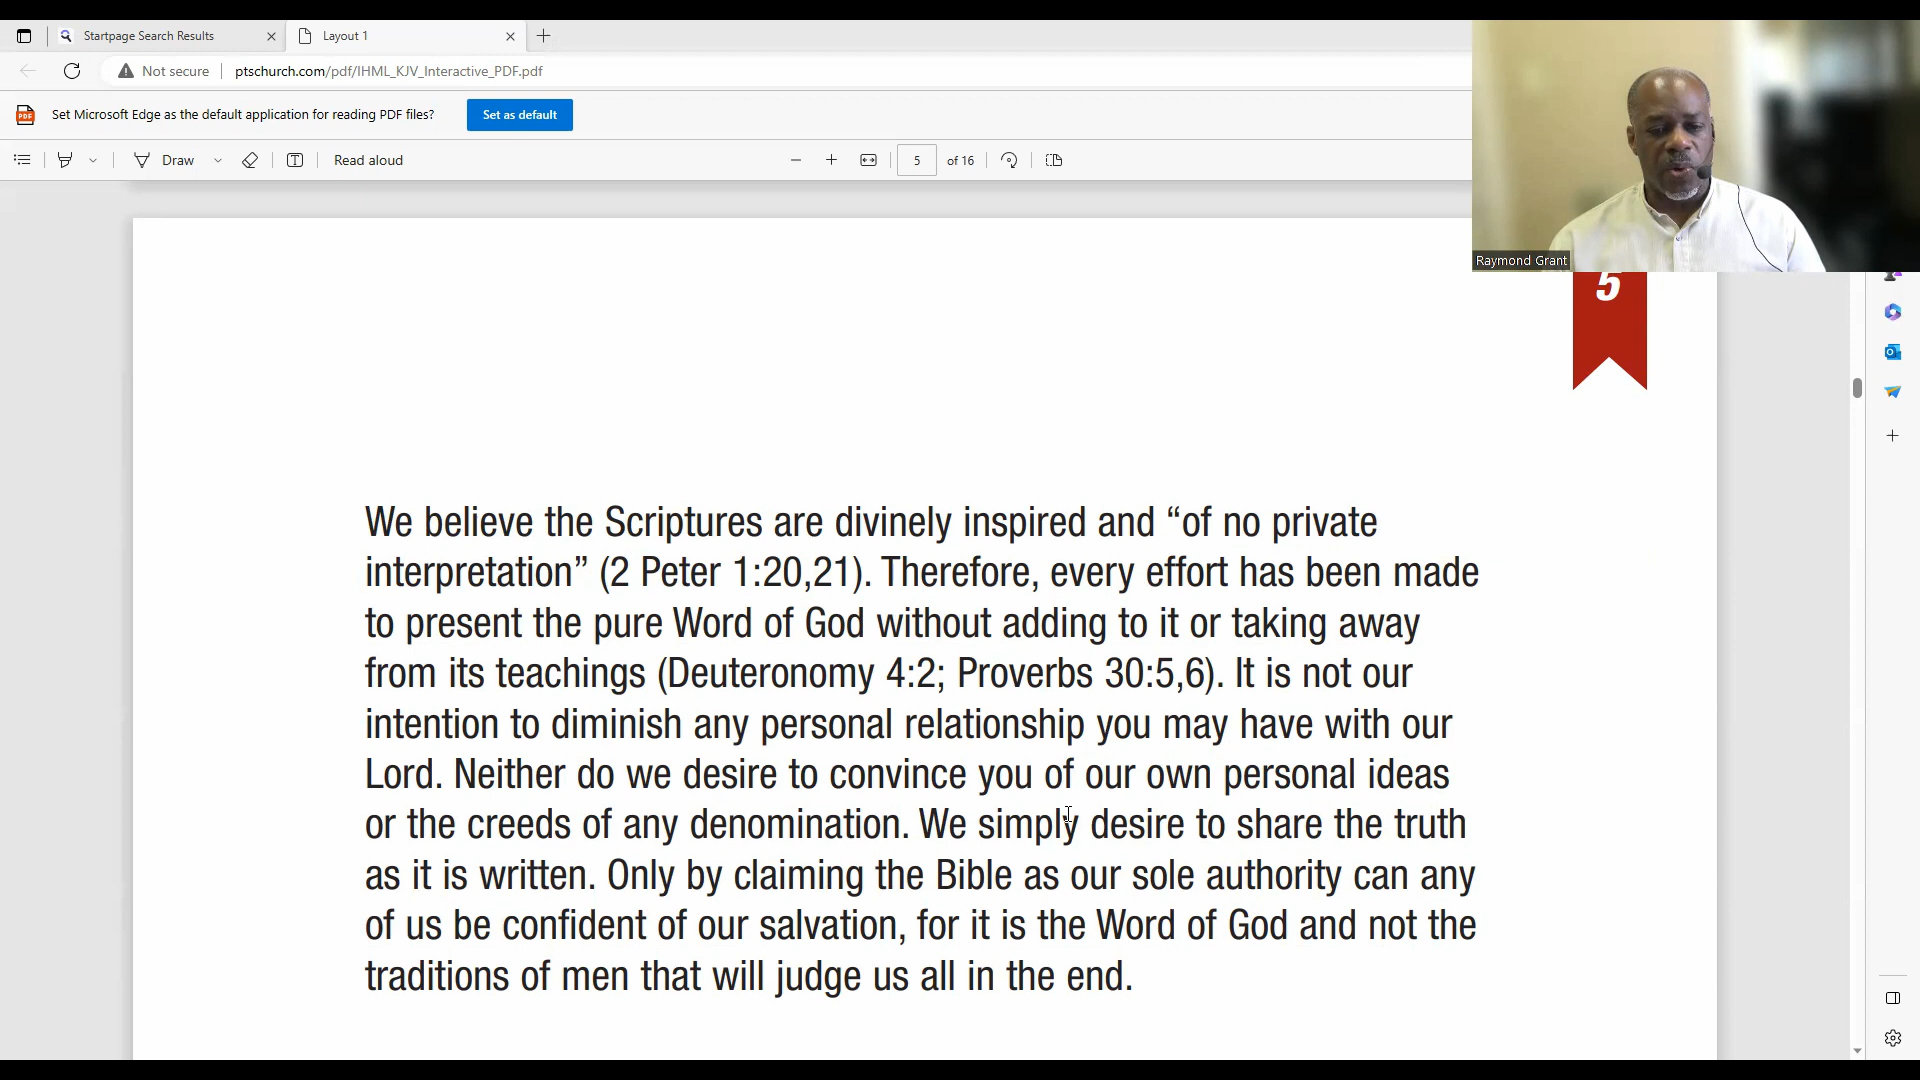 Startpage Search Results
Layout 1
Not secure
ptschurch.com/pdf/IHML_KJV_Interactive_PDF.pdf
Set Microsoft Edge as the default application for reading PDF files?
Set as default
Draw
Read aloud
5
of 16
Raymond Grant
5
We believe the Scriptures are divinely inspired and “of no private
interpretation” (2 Peter 1:20,21). Therefore, every effort has been made
to present the pure Word of God without adding to it or taking away
from its teachings (Deuteronomy 4:2; Proverbs 30:5,6). It is not our
intention to diminish any personal relationship you may have with our
Lord. Neither do we desire to convince you of our own personal ideas
or the creeds of any denomination. We simply desire to share the truth
as it is written. Only by claiming the Bible as our sole authority can any
of us be confident of our salvation, for it is the Word of God and not the
traditions of men that will judge us all in the end.